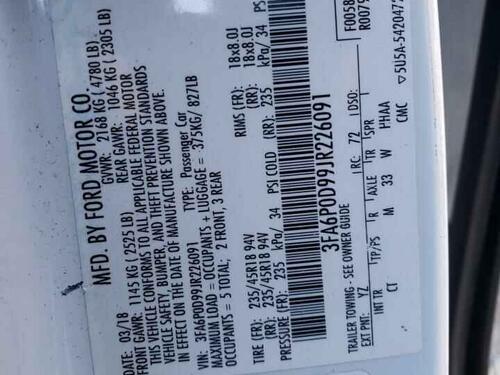 MFD. BY FORD MOTOR CO.
DATE: 03/18
GVWR: 2168 KG ( 4780 LB)
FRONT GAWR: 1145 KG ( 2525 LB)
REAR GAWR: 1046 KG ( 2305 LB)
THIS VEHICLE CONFORMS TO ALL APPLICABLE FEDERAL MOTOR
VEHICLE SAFETY, BUMPER, AND THEFT PREVENTION STANDARDS
IN EFFECT ON THE DATE OF MANUFACTURE SHOWN ABOVE.
VIN: 3FA6P0D99JR226091
TYPE: Passenger Car
MAXIMUM LOAD = OCCUPANTS + LUGGAGE = 375KG/ 827LB
OCCUPANTS = 5 TOTAL: 2 FRONT, 3 REAR
TIRE (FR): 235/45R18 94V
RIMS (FR): 18x8.0J
(RR): 235/45R18 94V
(RR): 18x8.0J
(FR): 235 kPa/ 34 PSI COLD (RR): 235 kPa/ 34 PS
3FA6P0D99JR226091
TRAILER TOWING - SEE OWNER GUIDE
F005B
R0079
EXT PNT: YZ
RC: 72
DSO:
INT TR
TP/PS
R
AXLE
TR
SPR
CT
M
33
W
PHAA
CMC
5U5A-542047